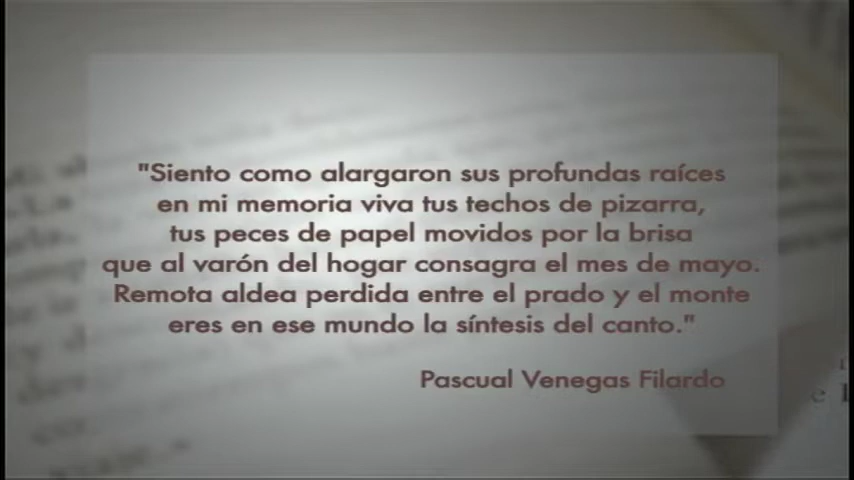 "Siento como alargaron sus profundas raíces
en mi memoria viva tus techos de pizarra,
tus peces de papel movidos por la brisa
que al varón del hogar consagra el mes de mayo.
Remota aldea perdida entre el prado y el monte
eres en ese mundo la síntesis del canto."
Pascual Venegas Filardo